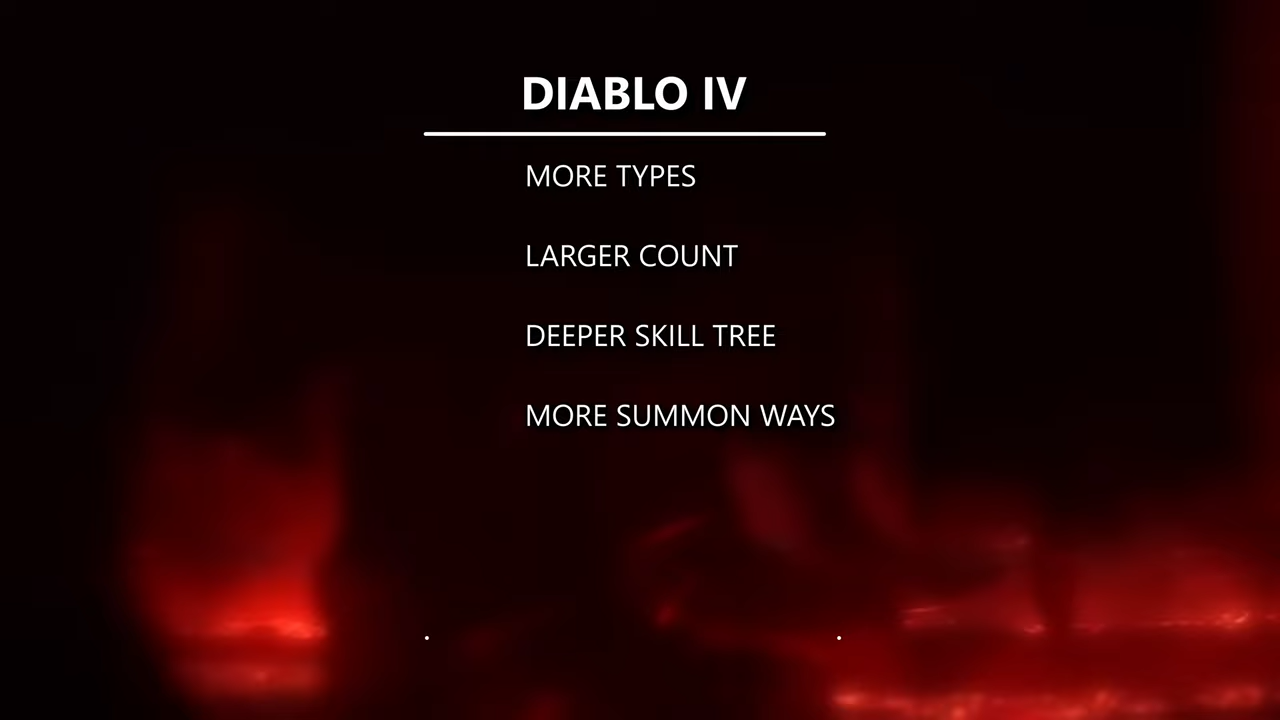 DIABLO IV
MORE TYPES
LARGER COUNT
DEEPER SKILL TREE
MORE SUMMON WAYS